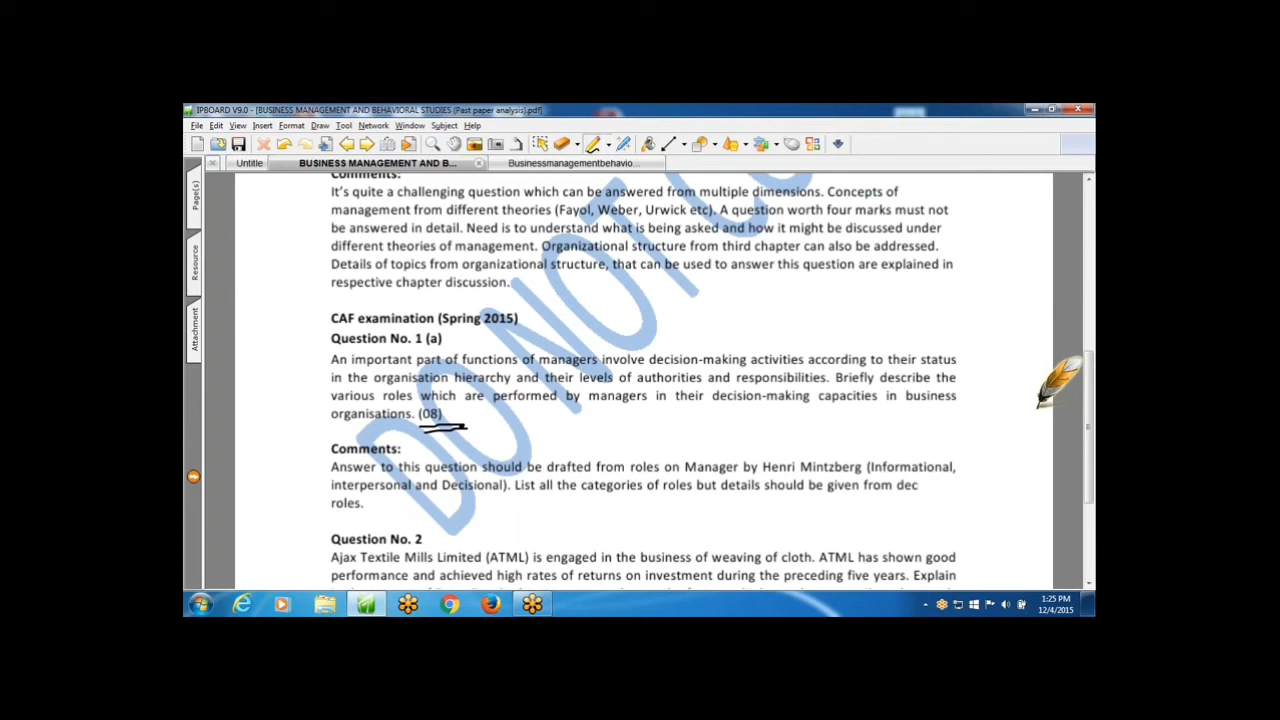 IPBOARD V9.0 - [BUSINESS MANAGEMENT AND BEHAVIORAL STUDIES (Past paper analysis).pdf]
File Edit View Insert Format Draw Tool Network Window Subject Help
Untitle BUSINESS MANAGEMENT AND B... Businessmanagementbehavio...
Page(s)
Resource
Attachment
Comments:
It's quite a challenging question which can be answered from multiple dimensions. Concepts of
management from different theories (Fayol, Weber, Urwick etc). A question worth four marks must not
be answered in detail. Need is to understand what is being asked and how it might be discussed under
different theories of management. Organizational structure from third chapter can also be addressed.
Details of topics from organizational structure, that can be used to answer this question are explained in
respective chapter discussion.
CAF examination (Spring 2015)
Question No. 1 (a)
An important part of functions of managers involve decision-making activities according to their status
in the organisation hierarchy and their levels of authorities and responsibilities. Briefly describe the
various roles which are performed by managers in their decision-making capacities in business
organisations. (08)
Comments:
Answer to this question should be drafted from roles on Manager by Henri Mintzberg (Informational,
interpersonal and Decisional). List all the categories of roles but details should be given from dec
roles.
Question No. 2
Ajax Textile Mills Limited (ATML) is engaged in the business of weaving of cloth. ATML has shown good
performance and achieved high rates of returns on investment during the preceding five years. Explain
DO NOT
1:25 PM
12/4/2015